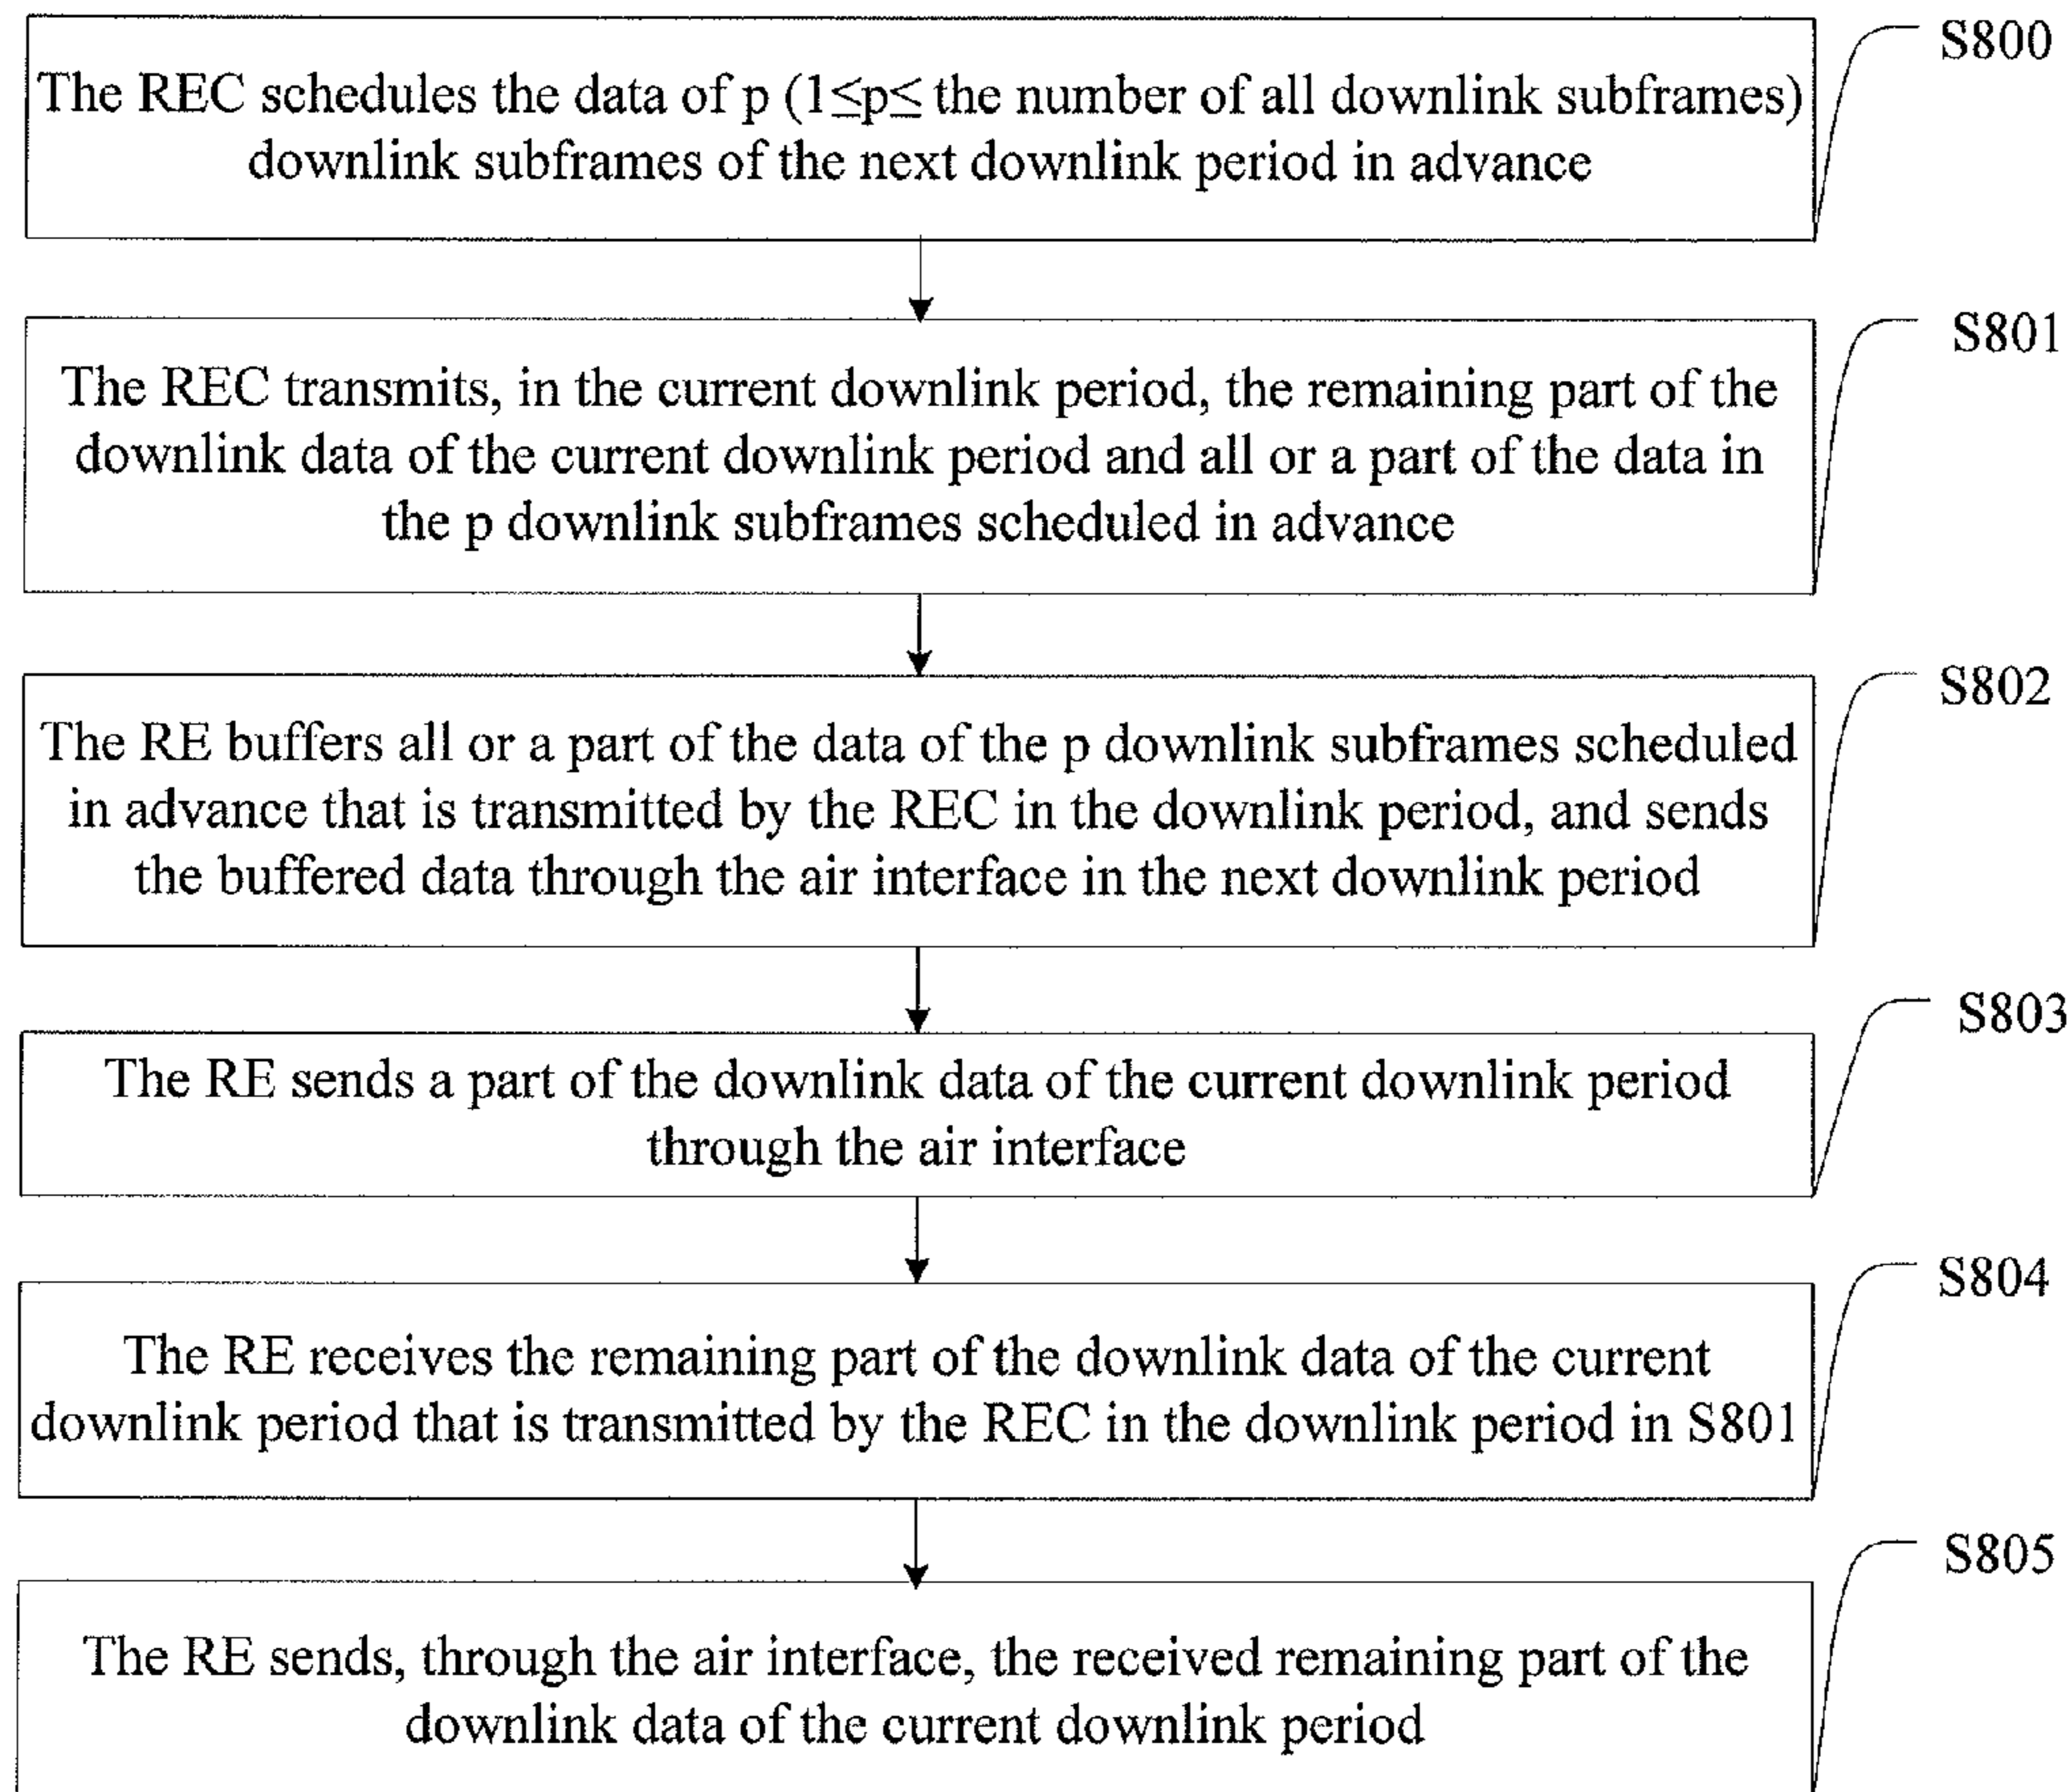 S800
The REC schedules the data of p (1≤p≤ the number of all downlink subframes)
downlink subframes of the next downlink period in advance
S801
The REC transmits, in the current downlink period, the remaining part of the
downlink data of the current downlink period and all or a part of the data in
the p downlink subframes scheduled in advance
S802
The RE buffers all or a part of the data of the p downlink subframes scheduled
in advance that is transmitted by the REC in the downlink period, and sends
the buffered data through the air interface in the next downlink period
S803
The RE sends a part of the downlink data of the current downlink period
through the air interface
S804
The RE receives the remaining part of the downlink data of the current
downlink period that is transmitted by the REC in the downlink period in S801
S805
The RE sends, through the air interface, the received remaining part of the
downlink data of the current downlink period